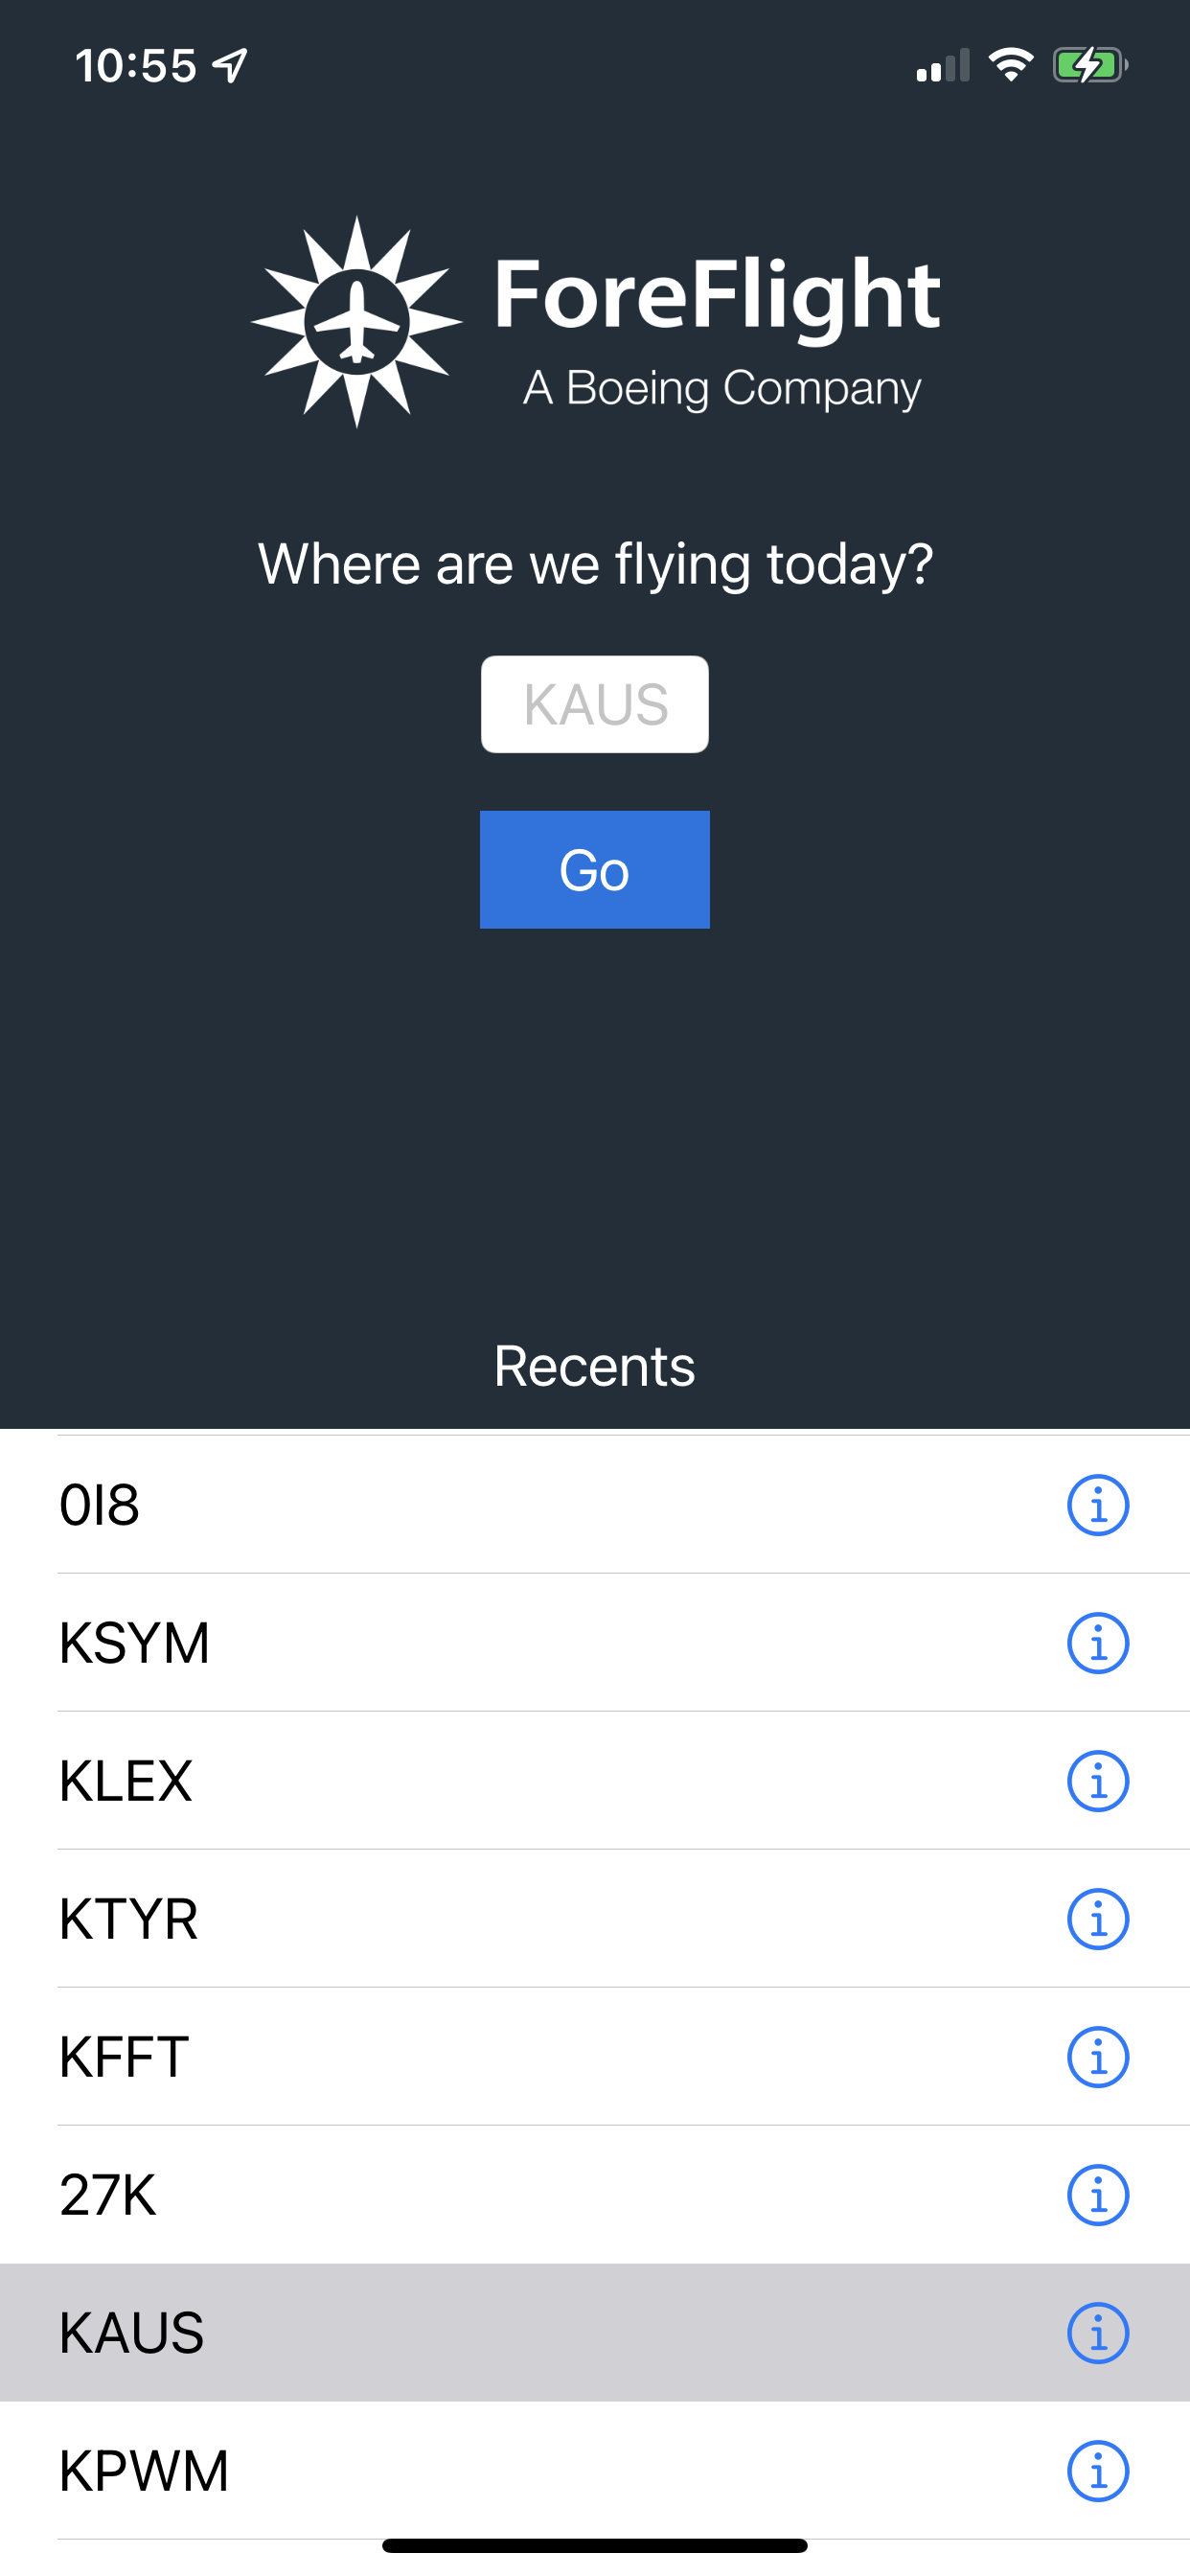 10:55
ForeFlight
A Boeing Company
Where are we flying today?
KAUS
Go
Recents
0I8
KSYM
KLEX
KTYR
KFFT
27K
KAUS
KPWM